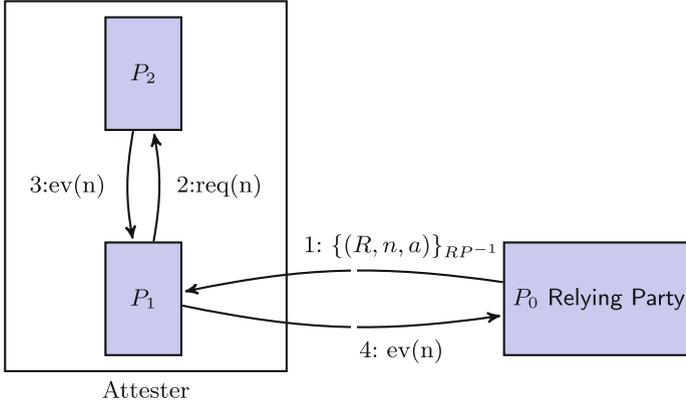 P₂
3:ev(n)
2:req(n)
1: {(R, n, a)}_{RP⁻¹}
P₁
P₀ Relying Party
4: ev(n)
Attester